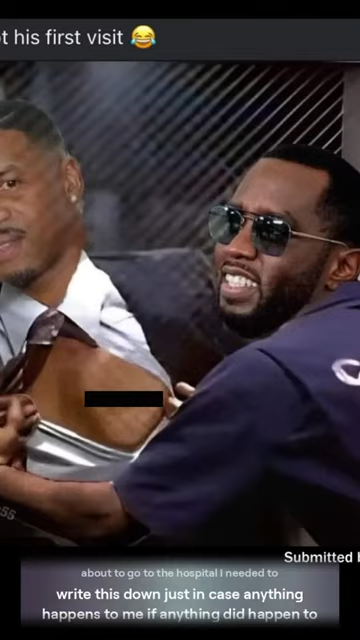 t his first visit 😂
Submitted
about to go to the hospital I needed to
write this down just in case anything
happens to me if anything did happen to